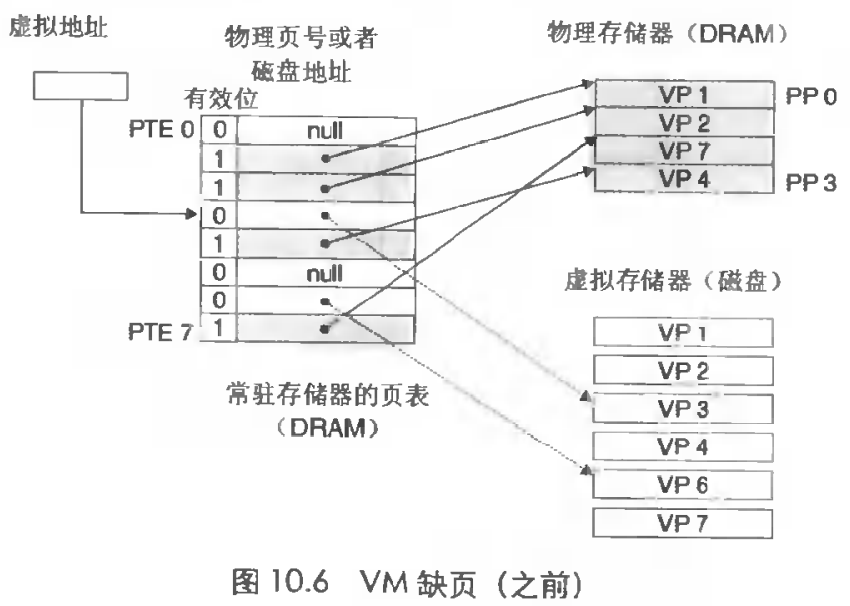 虚拟地址
物理页号或者
磁盘地址
有效位
PTE 0 0 null
1
1
0
1
0 null
0
PTE 7 1
常驻存储器的页表
（DRAM）
物理存储器（DRAM）
VP 1 PP 0
VP 2
VP 7
VP 4 PP 3
虚拟存储器（磁盘）
VP 1
VP 2
VP 3
VP 4
VP 6
VP 7
图 10.6 VM 缺页（之前）